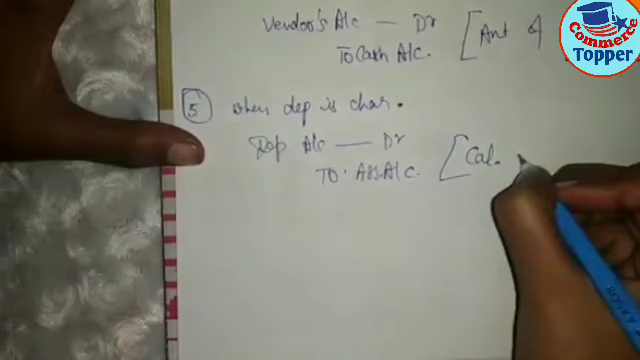 Vendor's A/c — Dr [Amt of
To Cash A/c.
5 when dep is char.
Dep A/c — Dr [Cal.
To. Ass. A/c.
Commerce
Topper